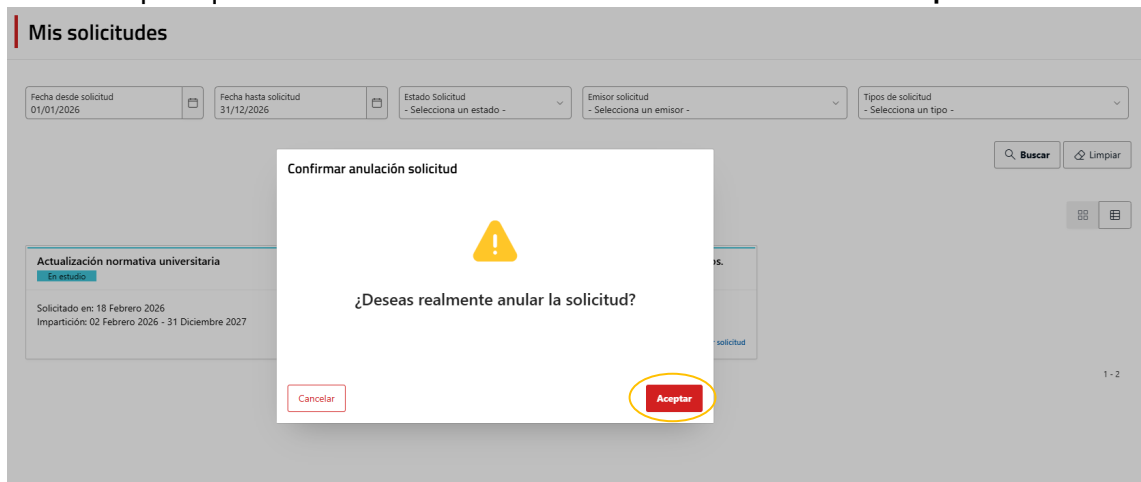 Mis solicitudes
Fecha desde solicitud
01/01/2026
Fecha hasta solicitud
31/12/2026
Estado Solicitud
- Selecciona un estado -
Emisor solicitud
- Selecciona un emisor -
Tipos de solicitud
- Selecciona un tipo -
Buscar
Limpiar
Confirmar anulación solicitud
¿Deseas realmente anular la solicitud?
Cancelar
Aceptar
Actualización normativa universitaria
En estudio
Solicitado en: 18 Febrero 2026
Impartición: 02 Febrero 2026 - 31 Diciembre 2027
os.
solicitud
1 - 2